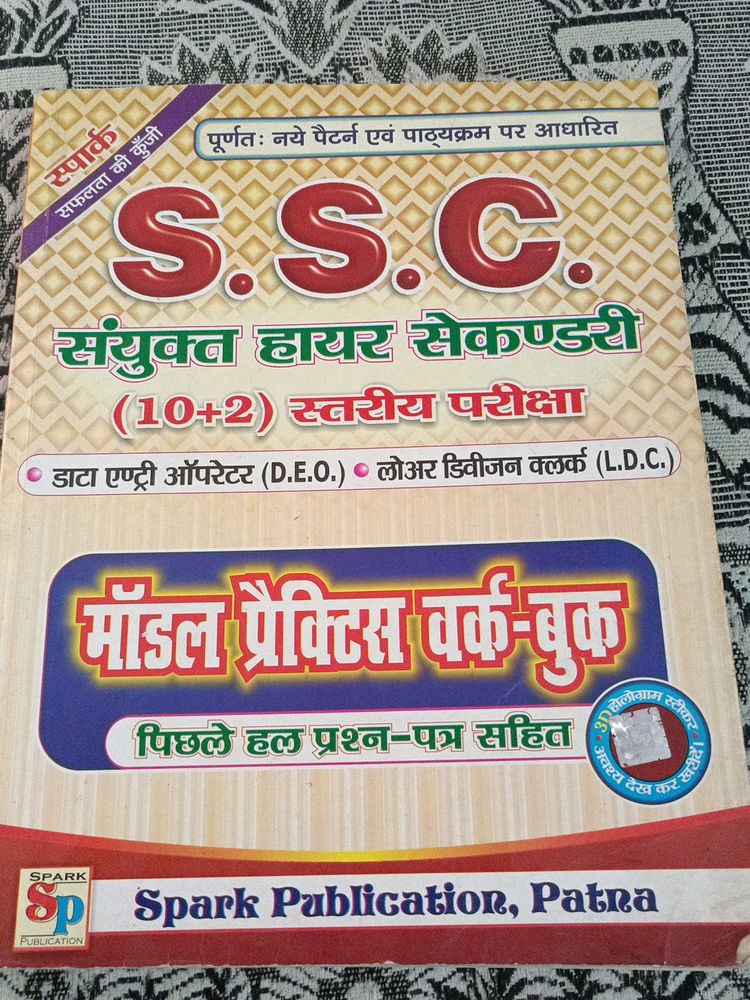 स्पार्क
सफलता की कुँजी
पूर्णतः नये पैटर्न एवं पाठ्यक्रम पर आधारित
S.S.C.
संयुक्त हायर सेकण्डरी
(10+2) स्तरीय परीक्षा
• डाटा एण्ट्री ऑपरेटर (D.E.O.) • लोअर डिवीजन क्लर्क (L.D.C.)
मॉडल प्रैक्टिस वर्क-बुक
पिछले हल प्रश्न-पत्र सहित
3D होलोग्राम स्टीकर
अवश्य देख कर खरीदें।
SPARK
Sp
PUBLICATION
Spark Publication, Patna